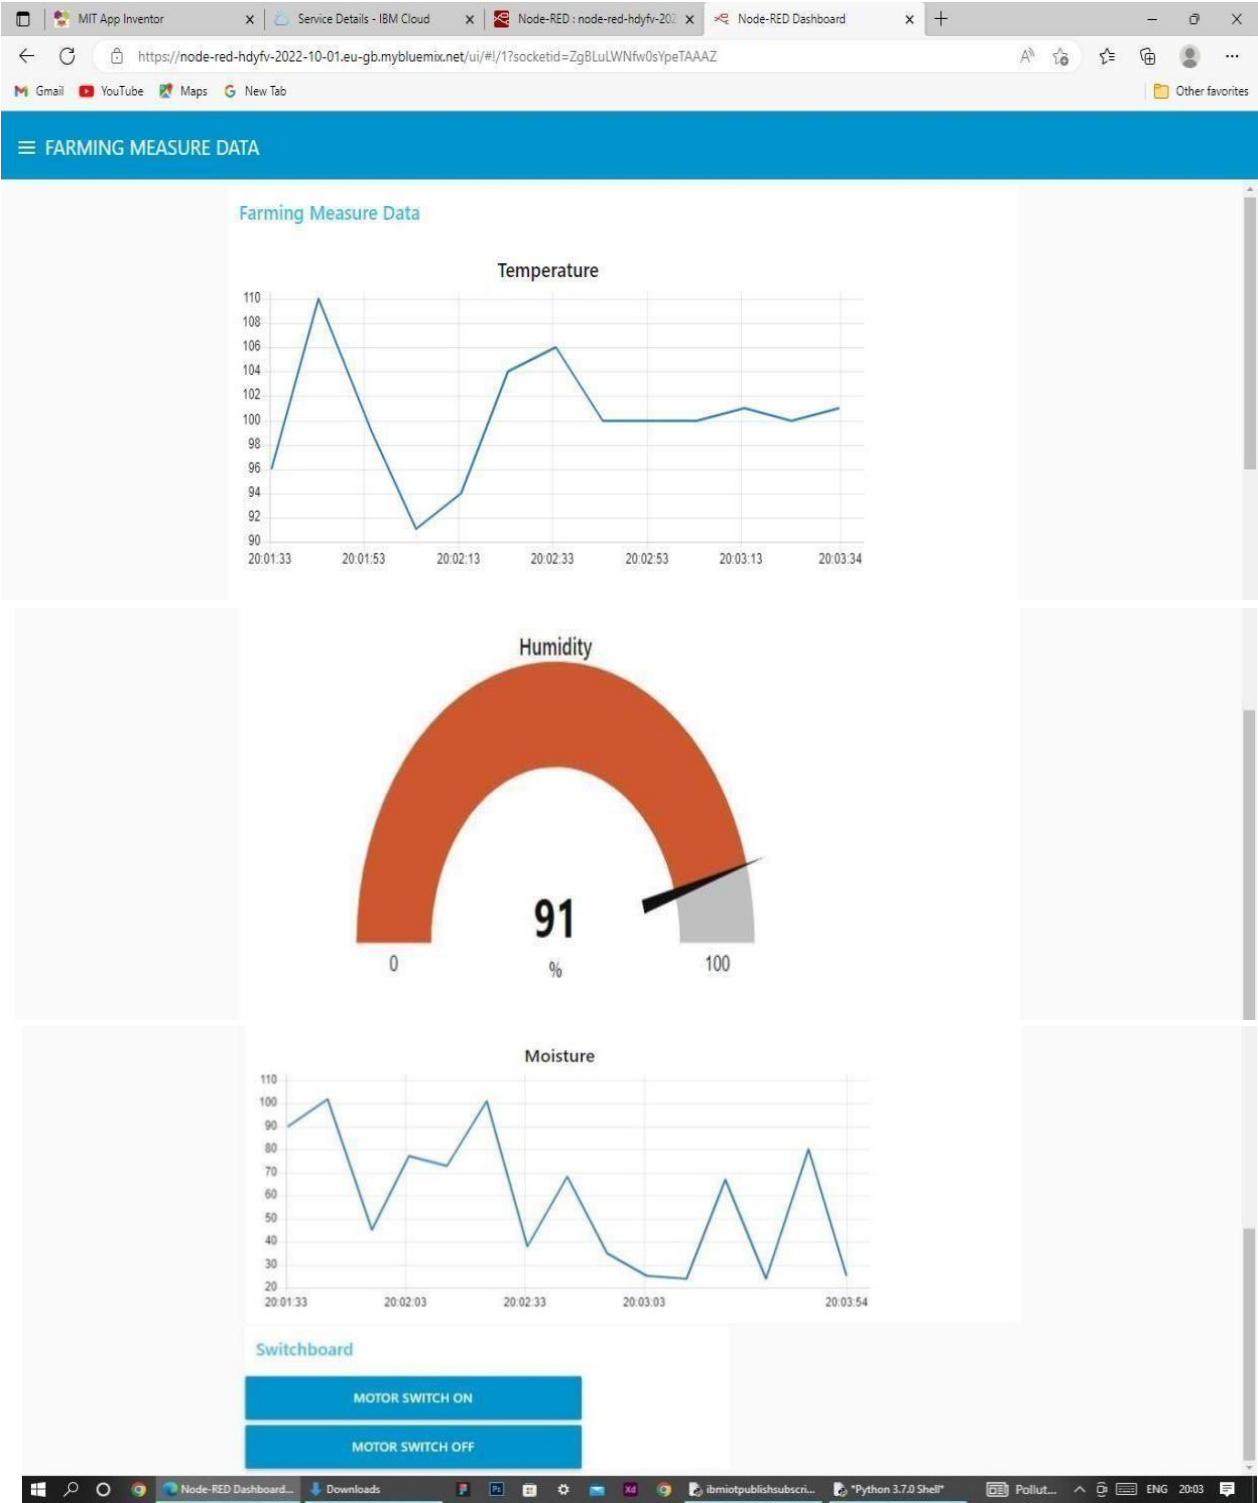 MIT App Inventor
Service Details - IBM Cloud
Node-RED : node-red-hdyfv-202
Node-RED Dashboard
https://node-red-hdyfv-2022-10-01.eu-gb.mybluemix.net/ui/#!/1?socketid=ZgBLuLWNfw0sYpeTAAAZ
Gmail YouTube Maps New Tab Other favorites
FARMING MEASURE DATA
Farming Measure Data
Temperature
110
108
106
104
102
100
98
96
94
92
90
20:01:33 20:01:53 20:02:13 20:02:33 20:02:53 20:03:13 20:03:34
Humidity
91
0 % 100
Moisture
110
100
90
80
70
60
50
40
30
20
20:01:33 20:02:03 20:02:33 20:03:03 20:03:54
Switchboard
MOTOR SWITCH ON
MOTOR SWITCH OFF
Node-RED Dashboard... Downloads ibmiotpublishsubscri... *Python 3.7.0 Shell* Pollut... ENG 20:03